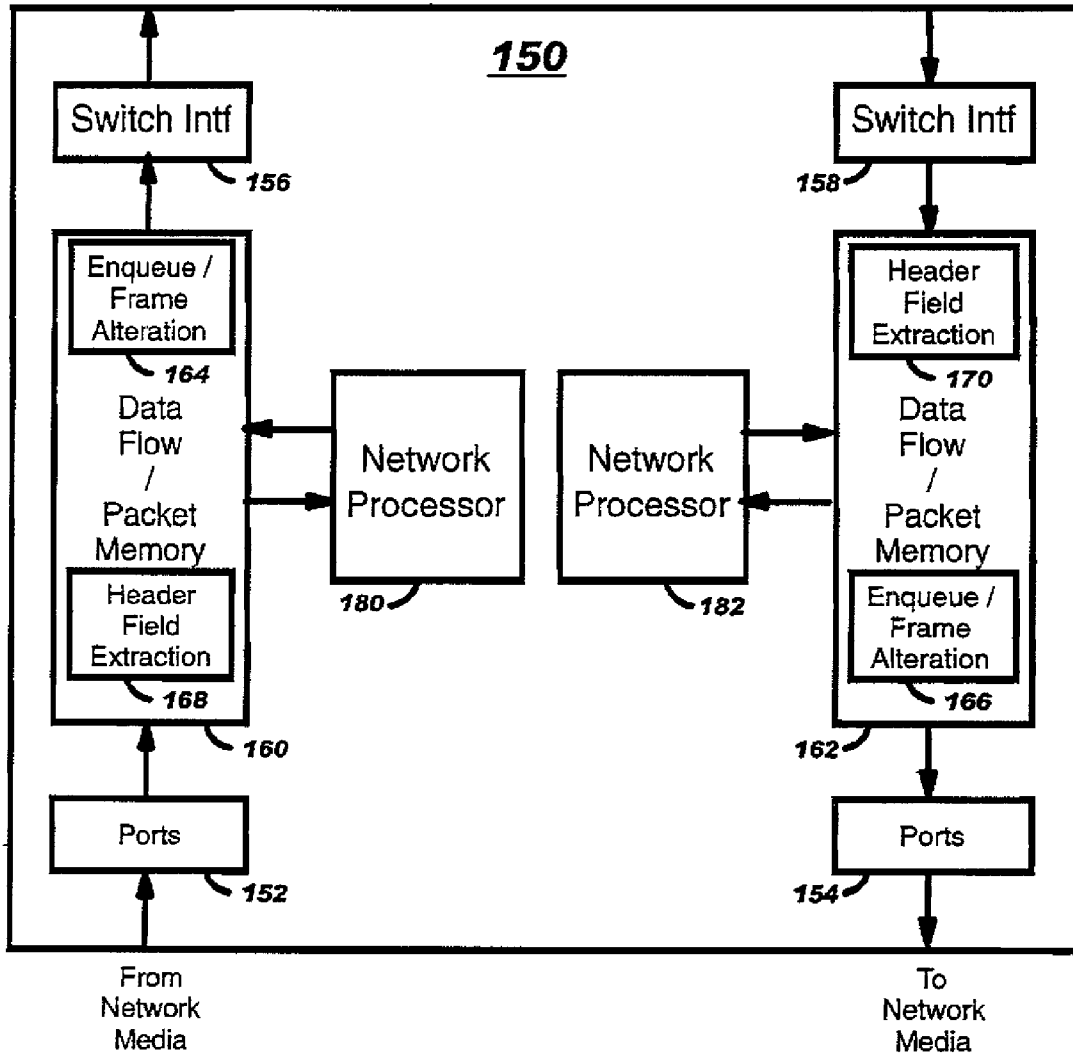 150
Switch Intf
156
Enqueue /
Frame
Alteration
164
Data
Flow
/
Packet
Memory
Header
Field
Extraction
168
160
Ports
152
From
Network
Media
Network
Processor
180
Network
Processor
182
Switch Intf
158
Header
Field
Extraction
170
Data
Flow
/
Packet
Memory
Enqueue /
Frame
Alteration
166
162
Ports
154
To
Network
Media